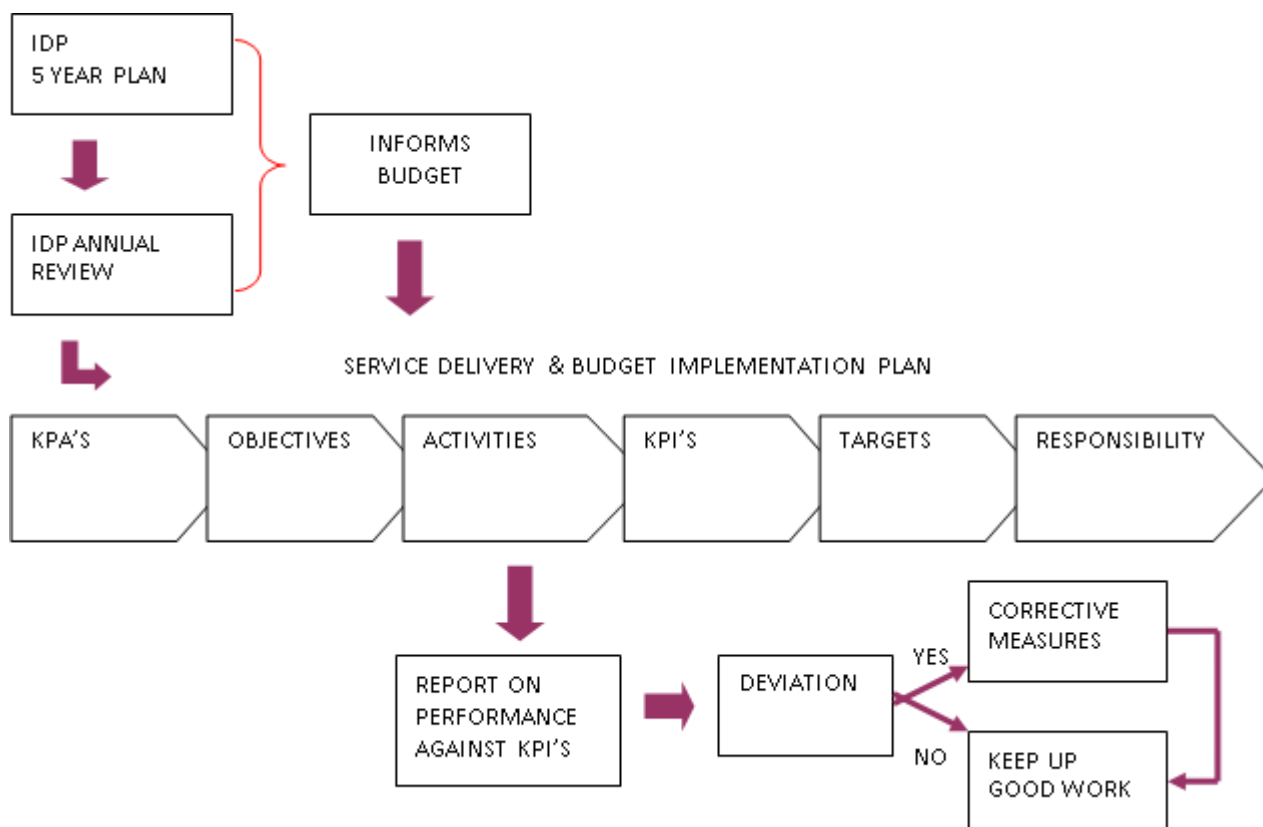 IDP
5 YEAR PLAN
INFORMS
BUDGET
IDP ANNUAL
REVIEW
SERVICE DELIVERY & BUDGET IMPLEMENTATION PLAN
KPA'S
OBJECTIVES
ACTIVITIES
KPI'S
TARGETS
RESPONSIBILITY
REPORT ON
PERFORMANCE
AGAINST KPI'S
DEVIATION
YES
NO
CORRECTIVE
MEASURES
KEEP UP
GOOD WORK